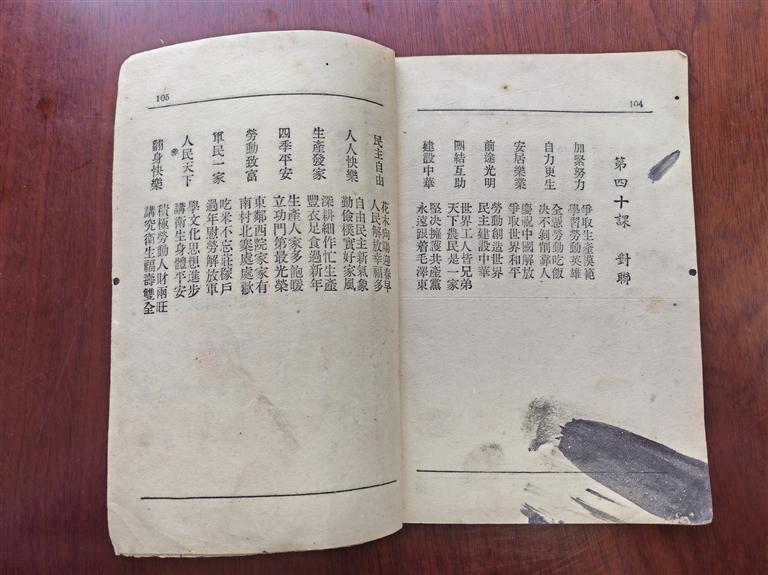 104
第四十課 對聯
加緊努力
爭取生產模範
學習勞動英雄
自力更生
全憑勞動吃飯
决不剝削靠人
安居樂業
慶祝中國解放
爭取世界和平
前途光明
勞動創造世界
民主建設中華
團結互助
世界工人皆兄弟
天下農民是一家
建設中華
堅决擁護共產黨
永遠跟着毛澤東
105
民主自由
花木向陽迎春早
人民解放幸福多
人人快樂
自由民主新氣象
勤儉樸實好家風
生產發家
深耕細作忙生產
豐衣足食過新年
四季平安
生產人家多飽暖
立功門第最光榮
勞動致富
東鄰西院家家有
南村北寨處處歡
軍民一家
吃米不忘莊稼戶
過年慰勞解放軍
人民天下
學文化思想進步
講衛生身體平安
翻身快樂
積極勞動人財兩旺
講究衛生福壽雙全